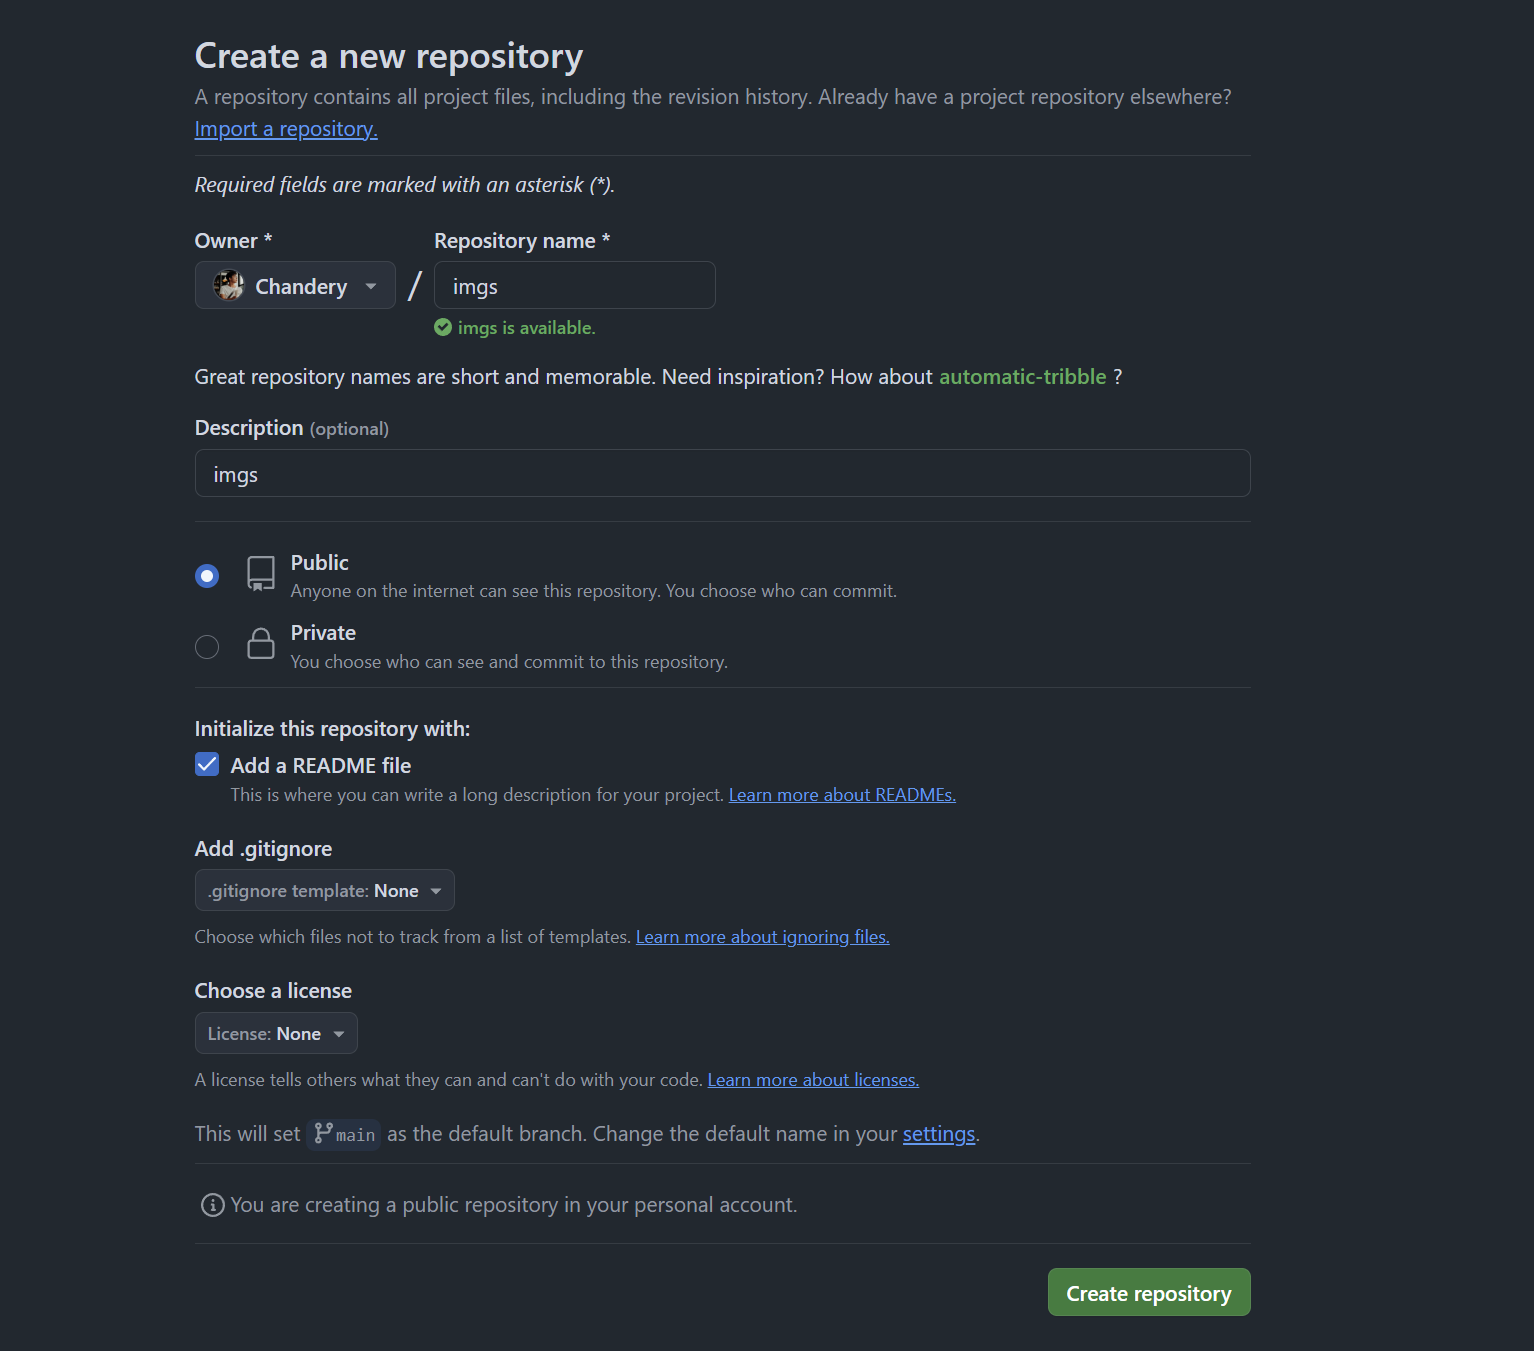 Create a new repository
A repository contains all project files, including the revision history. Already have a project repository elsewhere?
Import a repository.
Required fields are marked with an asterisk (*).
Owner *
Repository name *
Chandery
/
imgs
imgs is available.
Great repository names are short and memorable. Need inspiration? How about automatic-tribble ?
Description (optional)
imgs
Public
Anyone on the internet can see this repository. You choose who can commit.
Private
You choose who can see and commit to this repository.
Initialize this repository with:
Add a README file
This is where you can write a long description for your project. Learn more about READMEs.
Add .gitignore
.gitignore template: None
Choose which files not to track from a list of templates. Learn more about ignoring files.
Choose a license
License: None
A license tells others what they can and can't do with your code. Learn more about licenses.
This will set main as the default branch. Change the default name in your settings.
You are creating a public repository in your personal account.
Create repository